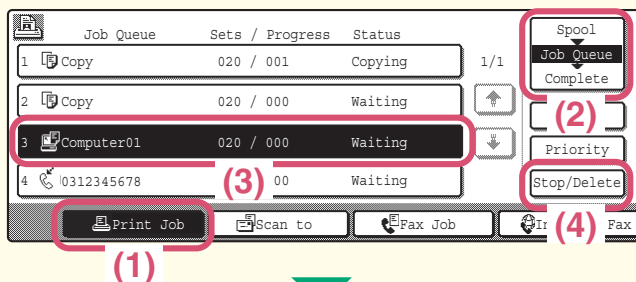 Job Queue Sets / Progress Status
1 Copy 020 / 001 Copying
2 Copy 020 / 000 Waiting
3 Computer01 020 / 000 Waiting
4 0312345678 00 Waiting
1/1
Spool
Job Queue
Complete
(2)
Priority
Stop/Delete
(3)
(4)
Print Job Scan to Fax Job Fax
(1)